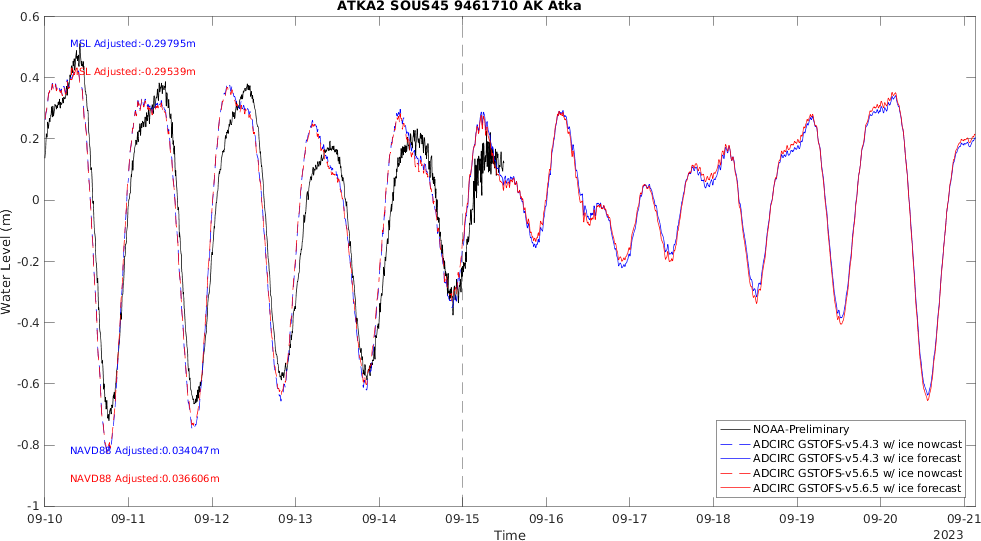 ATKA2 SOUS45 9461710 AK Atka
0.6
0.4
0.2
0
-0.2
-0.4
-0.6
-0.8
-1
Water Level (m)
MSL Adjusted:-0.29795m
MSL Adjusted:-0.29539m
NAVD88 Adjusted:0.034047m
NAVD88 Adjusted:0.036606m
NOAA-Preliminary
ADCIRC GSTOFS-v5.4.3 w/ ice nowcast
ADCIRC GSTOFS-v5.4.3 w/ ice forecast
ADCIRC GSTOFS-v5.6.5 w/ ice nowcast
ADCIRC GSTOFS-v5.6.5 w/ ice forecast
09-10 09-11 09-12 09-13 09-14 09-15 09-16 09-17 09-18 09-19 09-20 09-21
Time
2023